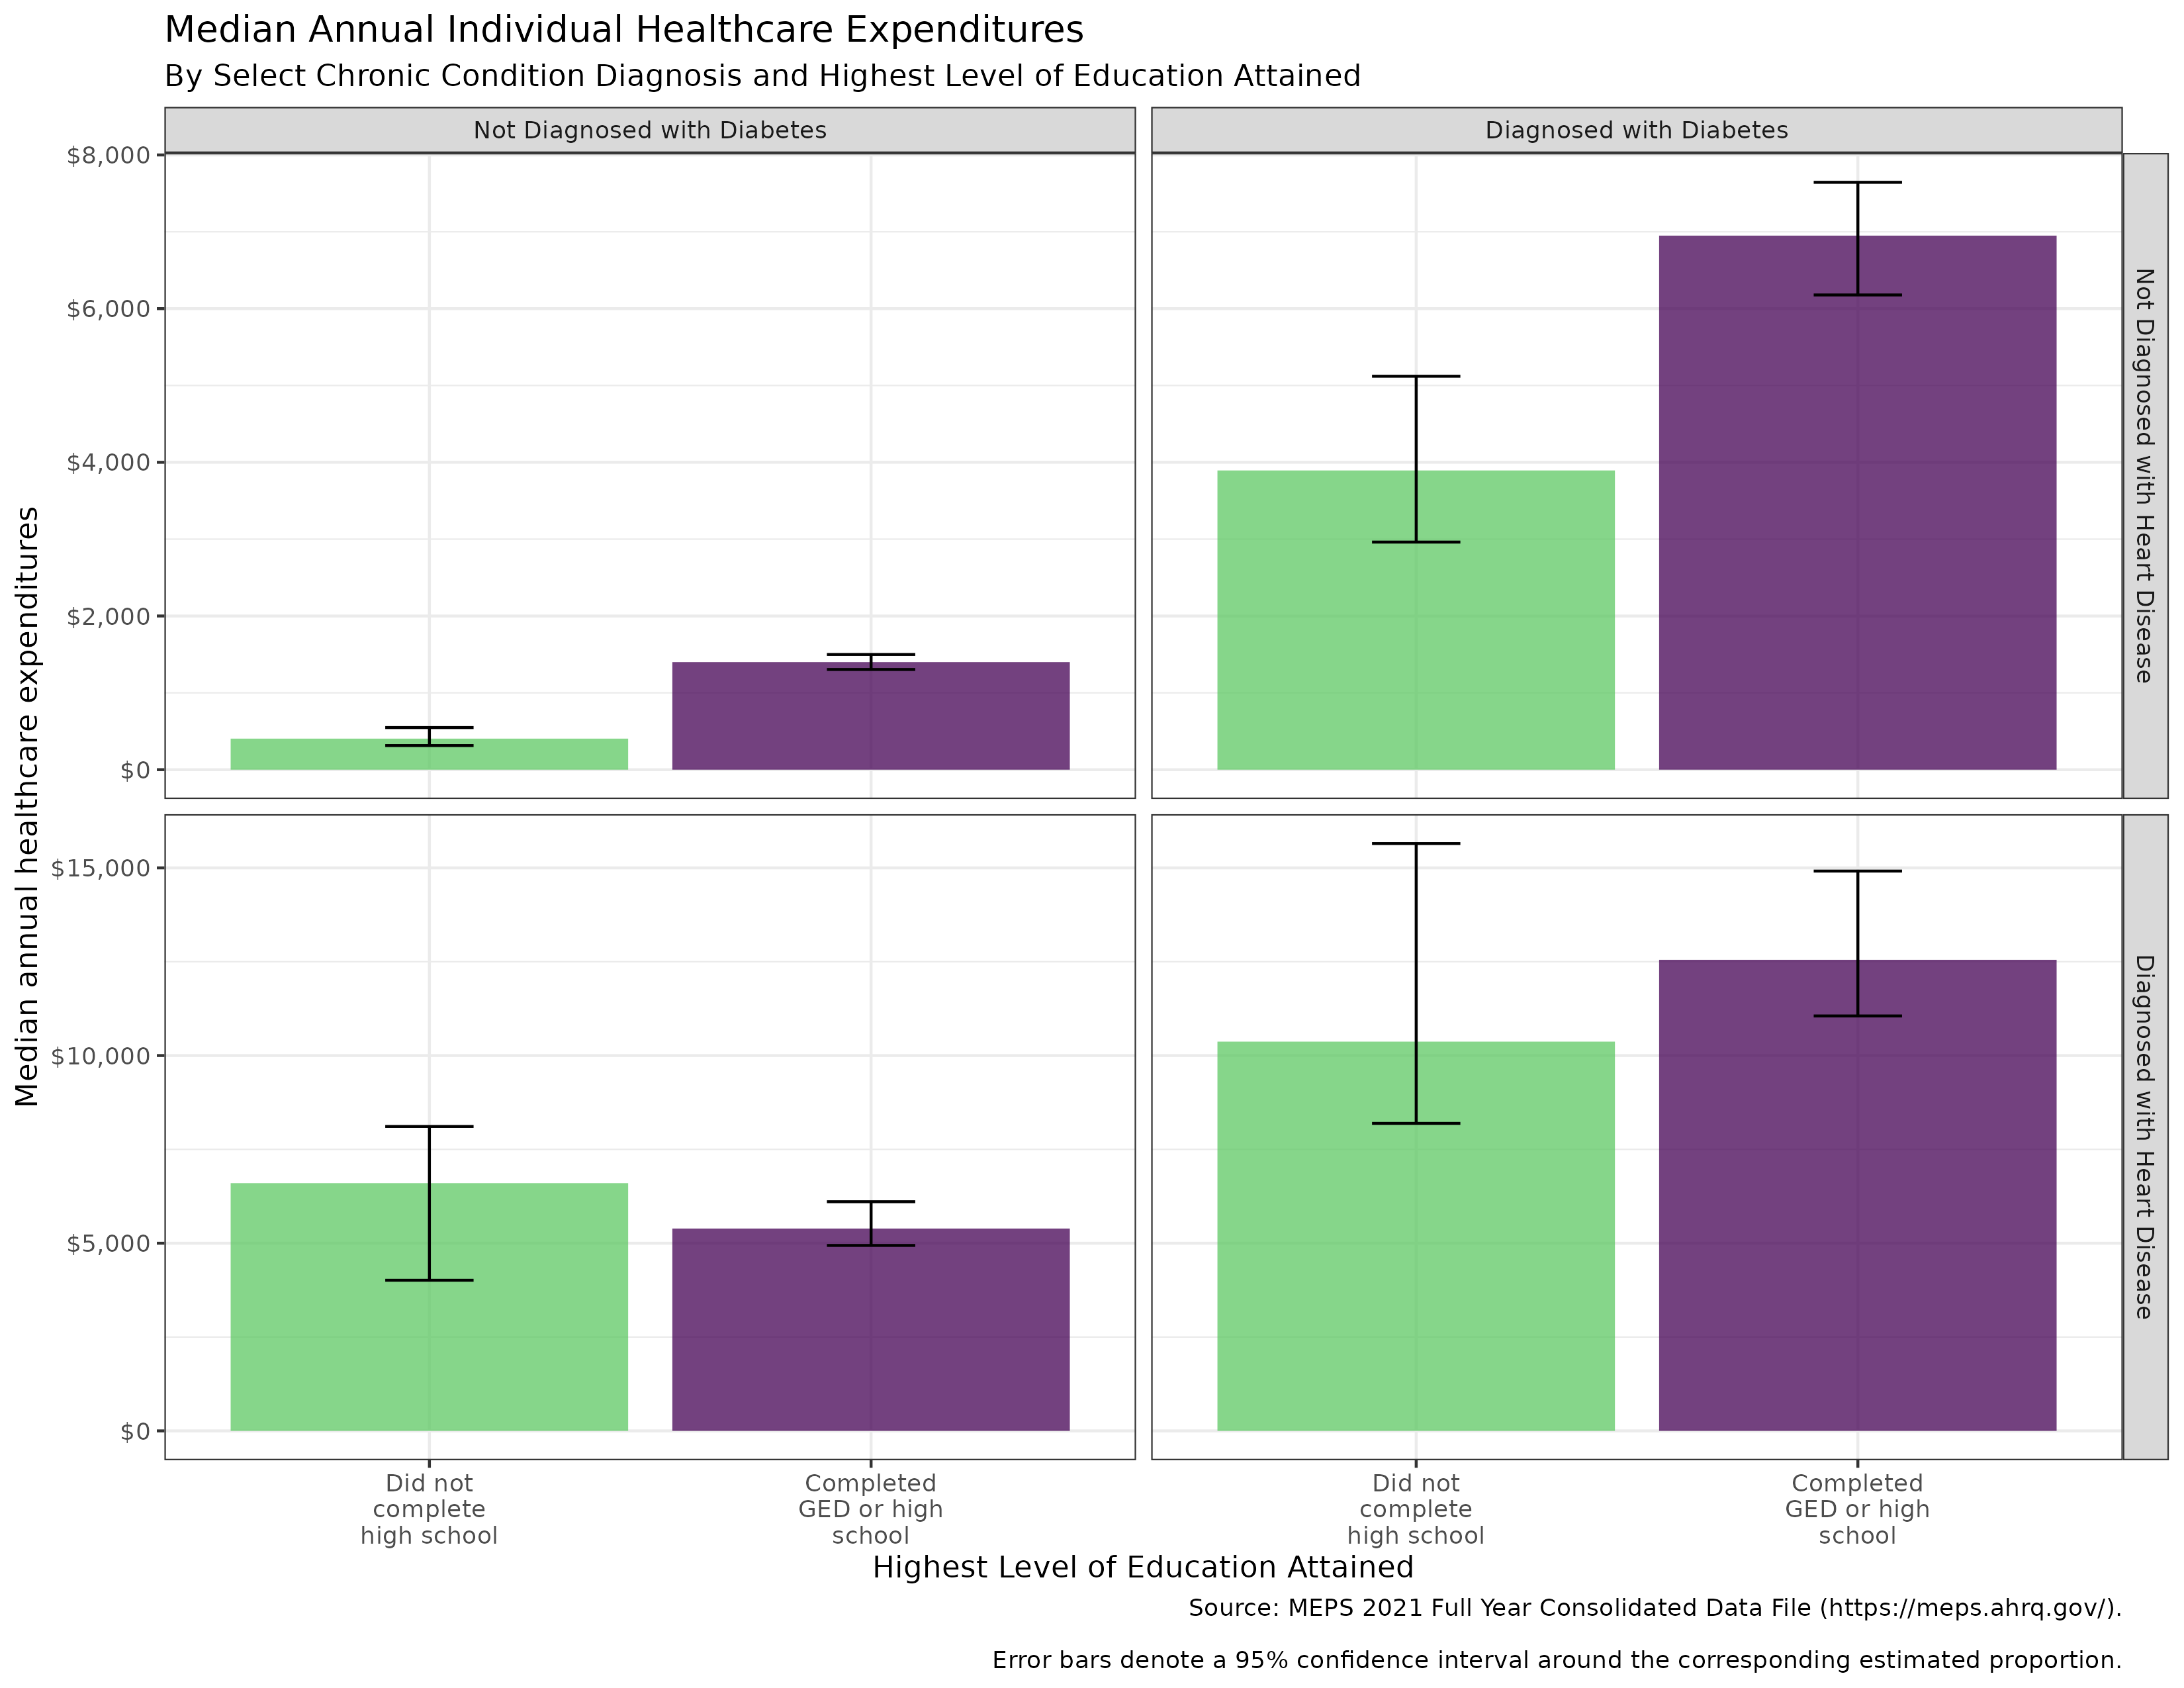 Median Annual Individual Healthcare Expenditures
By Select Chronic Condition Diagnosis and Highest Level of Education Attained
Not Diagnosed with Diabetes
Diagnosed with Diabetes
Median annual healthcare expenditures
$8,000
$6,000
$4,000
$2,000
$0
Not Diagnosed with Heart Disease
$15,000
$10,000
$5,000
$0
Diagnosed with Heart Disease
Did not
complete
high school
Completed
GED or high
school
Did not
complete
high school
Completed
GED or high
school
Highest Level of Education Attained
Source: MEPS 2021 Full Year Consolidated Data File (https://meps.ahrq.gov/).
Error bars denote a 95% confidence interval around the corresponding estimated proportion.